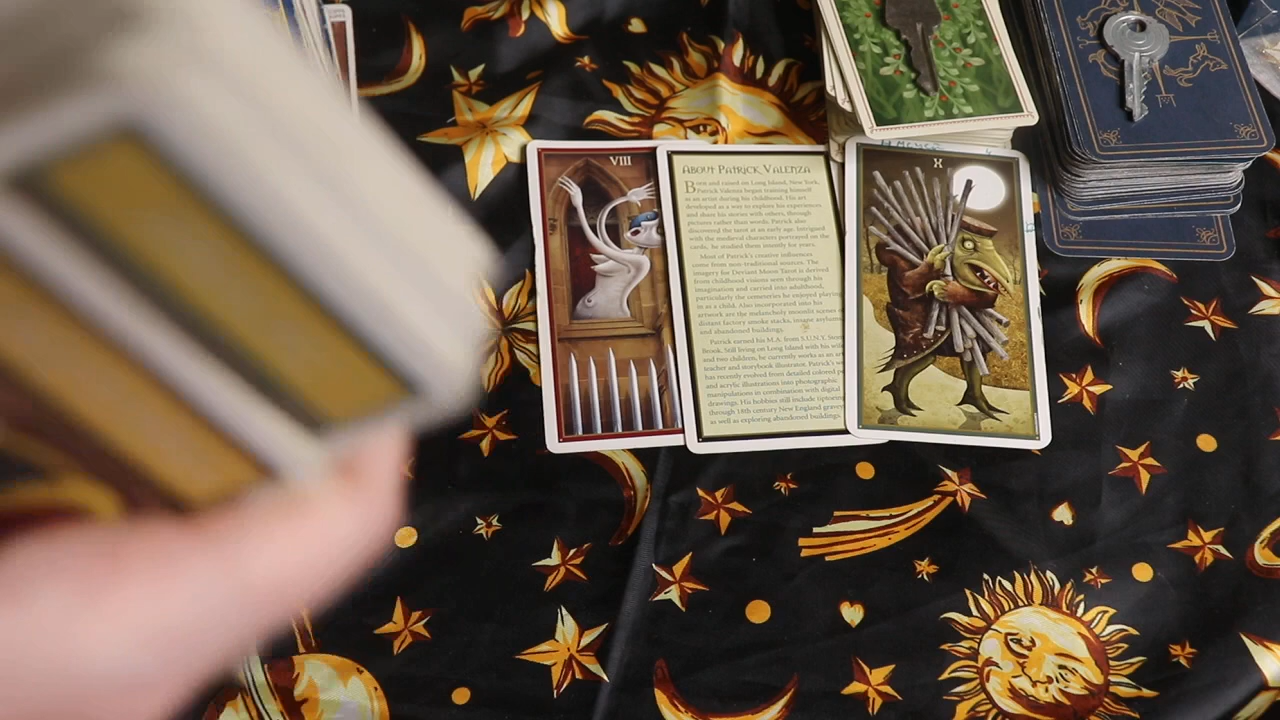 VIII
ABOUT PATRICK VALENZA
Born and raised on Long Island, New York,
Patrick Valenza began training himself
as an artist during his childhood. His art
developed as a way to explore his experiences
and share his stories with others, through
pictures rather than words. Patrick also
discovered the tarot at an early age. Intrigued
with the medieval characters portrayed on the
cards, he studied them intently for years.
Most of Patrick's creative influences
come from non-traditional sources. The
imagery for Deviant Moon Tarot is derived
from childhood visions seen through his
imagination and carried into adulthood,
particularly the cemeteries he enjoyed playing
in as a child. Also incorporated into his
artwork are the melancholy moonlit scenes of
distant factory smoke stacks, insane asylums
and abandoned buildings.
Patrick earned his M.A. from S.U.N.Y. Stony
Brook. Still living on Long Island with his wife
and two children, he currently works as an art
teacher and storybook illustrator. Patrick's
has recently evolved from detailed colored
and acrylic illustrations into photographic
manipulations in combination with digital
drawings. His hobbies still include tiptoeing
through 18th century New England
as well as exploring abandoned buildings.
X